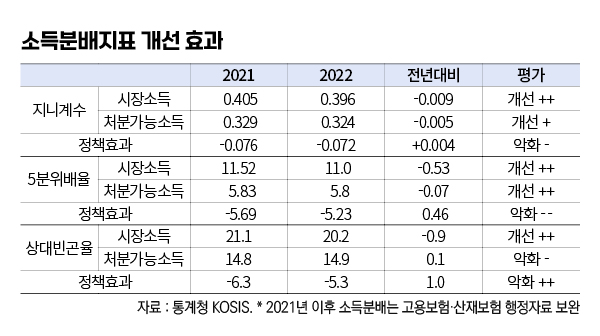 소득분배지표 개선 효과
2021 2022 전년대비 평가
지니계수 시장소득 0.405 0.396 -0.009 개선 ++
처분가능소득 0.329 0.324 -0.005 개선 +
정책효과 -0.076 -0.072 +0.004 악화 -
5분위배율 시장소득 11.52 11.0 -0.53 개선 ++
처분가능소득 5.83 5.8 -0.07 개선 ++
정책효과 -5.69 -5.23 0.46 악화 - -
상대빈곤율 시장소득 21.1 20.2 -0.9 개선 ++
처분가능소득 14.8 14.9 0.1 악화 -
정책효과 -6.3 -5.3 1.0 악화 ++
자료 : 통계청 KOSIS. * 2021년 이후 소득분배는 고용보험·산재보험 행정자료 보완